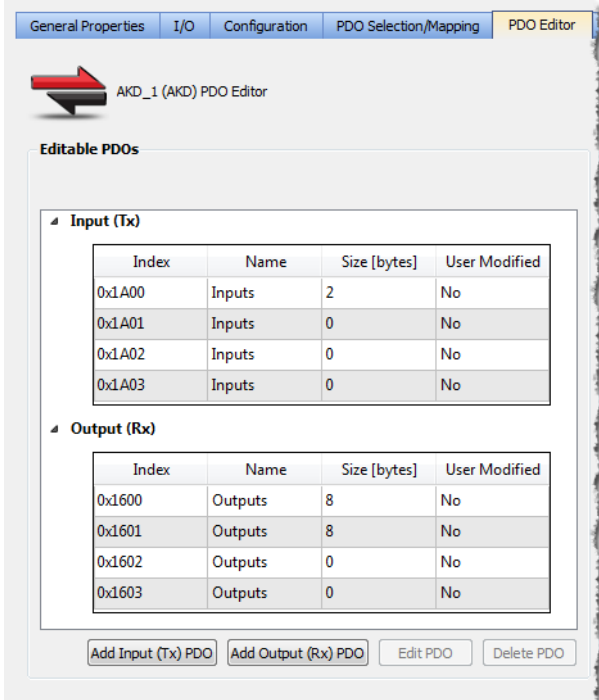 General Properties I/O Configuration PDO Selection/Mapping PDO Editor
AKD_1 (AKD) PDO Editor
Editable PDOs
Input (Tx)
Index Name Size [bytes] User Modified
0x1A00 Inputs 2 No
0x1A01 Inputs 0 No
0x1A02 Inputs 0 No
0x1A03 Inputs 0 No
Output (Rx)
Index Name Size [bytes] User Modified
0x1600 Outputs 8 No
0x1601 Outputs 8 No
0x1602 Outputs 0 No
0x1603 Outputs 0 No
Add Input (Tx) PDO Add Output (Rx) PDO Edit PDO Delete PDO